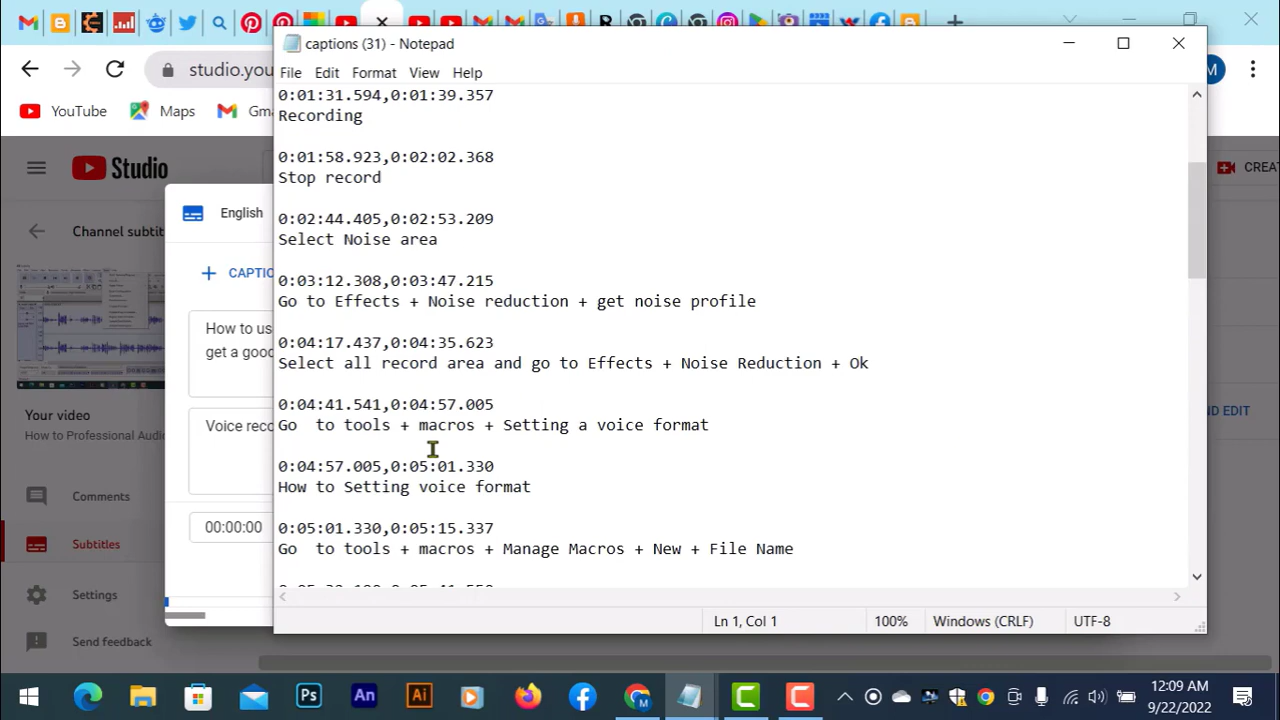 captions (31) - Notepad
File Edit Format View Help
studio.you
M
YouTube
Maps
Gma
Studio
CREA
Channel subtit
English
CAPTIO
How to us
get a good
Voice reco
00:00:00
Your video
How to Professional Audi
Comments
Subtitles
Settings
Send feedback
ND EDIT
0:01:31.594,0:01:39.357
Recording
0:01:58.923,0:02:02.368
Stop record
0:02:44.405,0:02:53.209
Select Noise area
0:03:12.308,0:03:47.215
Go to Effects + Noise reduction + get noise profile
0:04:17.437,0:04:35.623
Select all record area and go to Effects + Noise Reduction + Ok
0:04:41.541,0:04:57.005
Go  to tools + macros + Setting a voice format
0:04:57.005,0:05:01.330
How to Setting voice format
0:05:01.330,0:05:15.337
Go  to tools + macros + Manage Macros + New + File Name
Ln 1, Col 1
100%
Windows (CRLF)
UTF-8
Ps
An
Ai
M
12:09 AM
9/22/2022